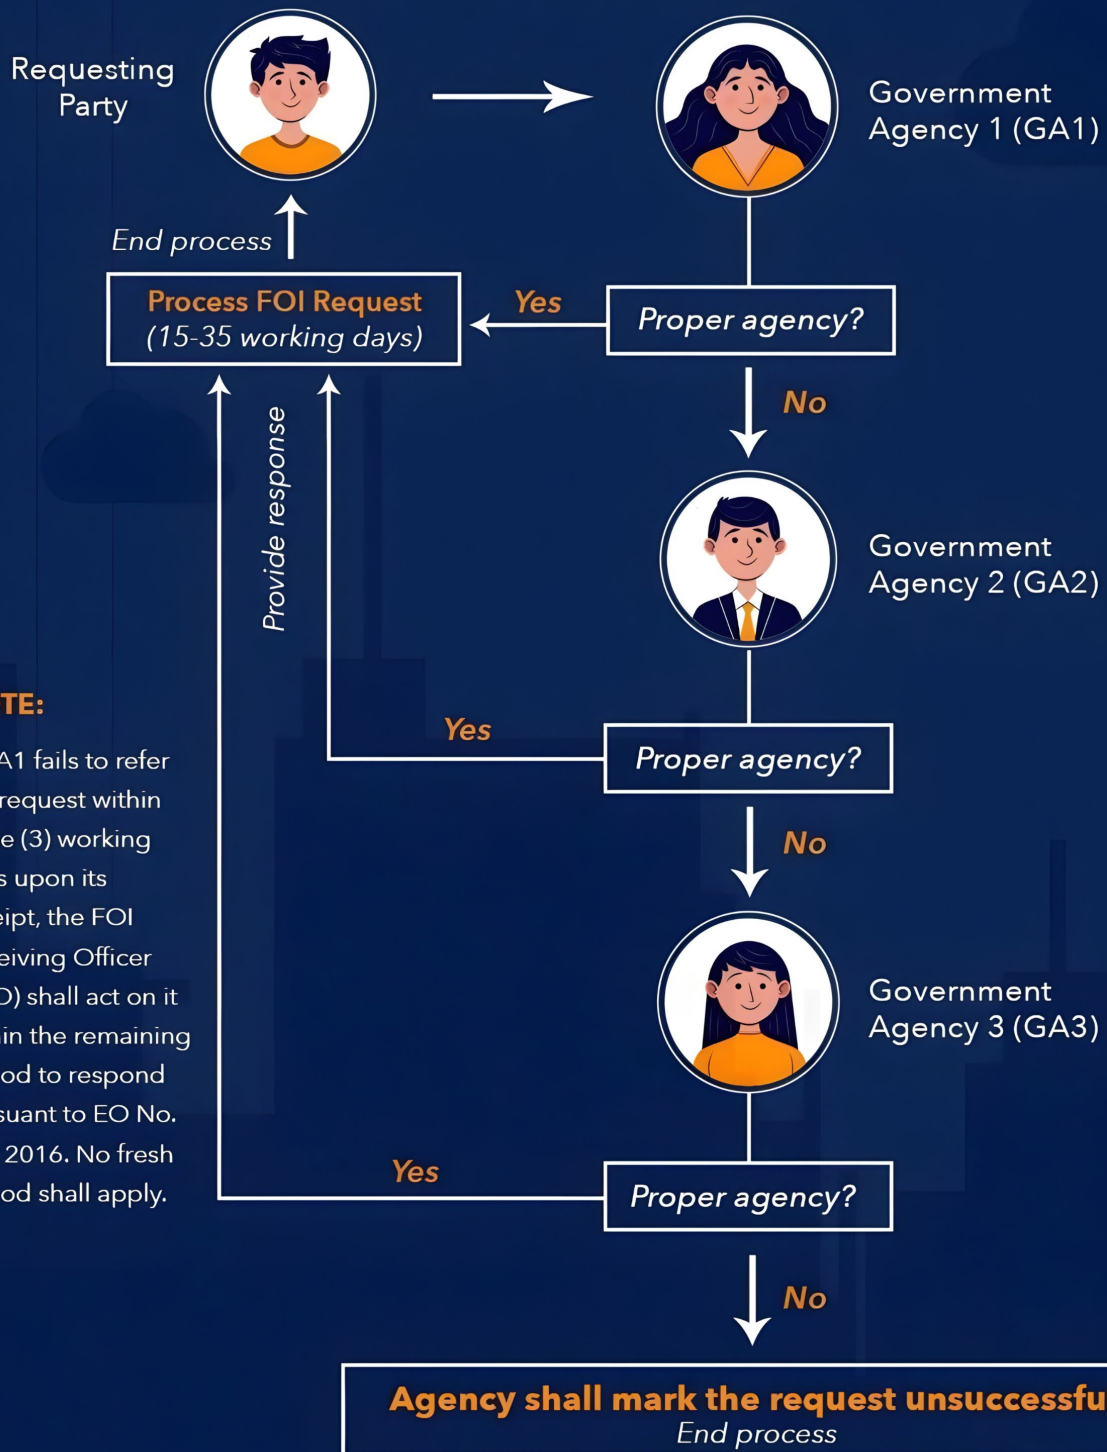 Requesting
Party
Government
Agency 1 (GA1)
End process
Process FOI Request
(15-35 working days)
Yes
Proper agency?
No
Provide response
Government
Agency 2 (GA2)
TE:
A1 fails to refer
request within
e (3) working
s upon its
eipt, the FOI
eiving Officer
O) shall act on it
in the remaining
od to respond
suant to EO No.
2016. No fresh
od shall apply.
Yes
Proper agency?
No
Government
Agency 3 (GA3)
Yes
Proper agency?
No
Agency shall mark the request unsuccessfu
End process